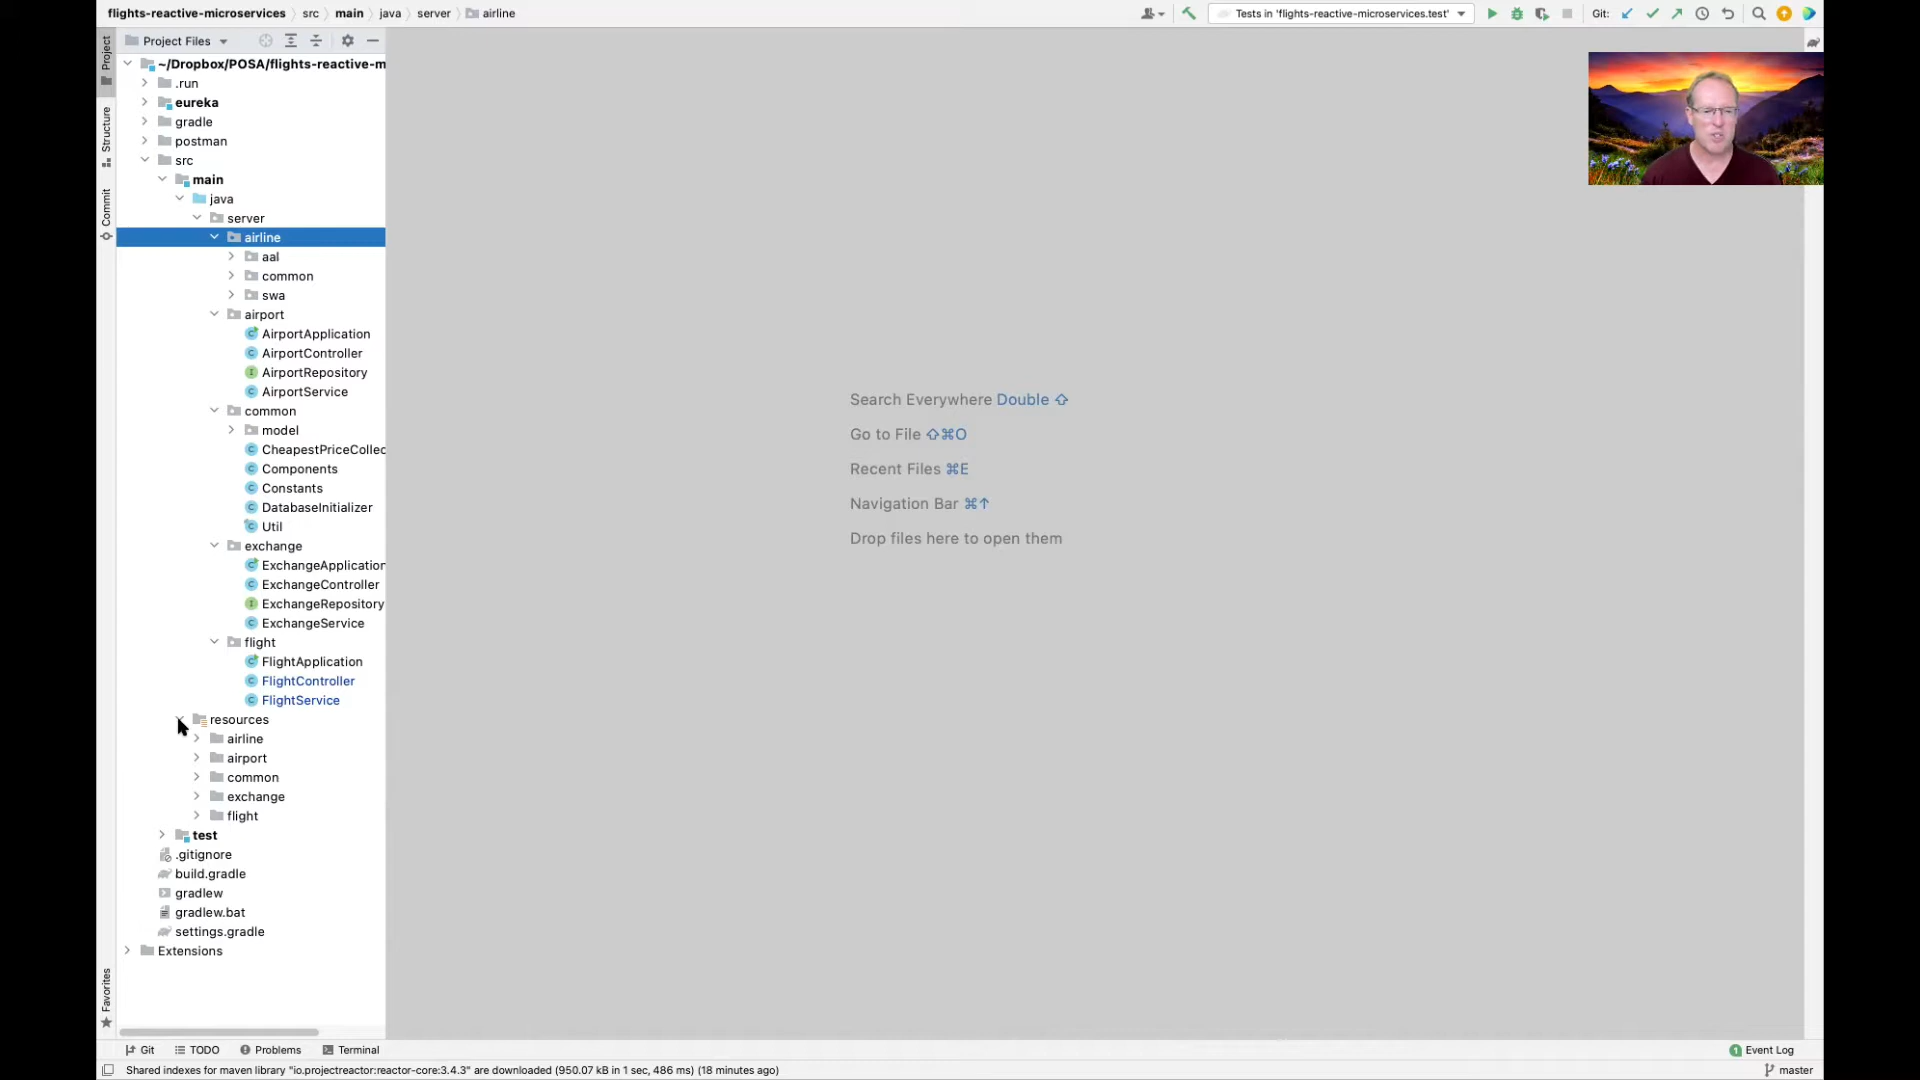 flights-reactive-microservices src main java server airline
Tests in 'flights-reactive-microservices.test' Git:
Project
Structure
Commit
Favorites
Project Files
~/Dropbox/POSA/flights-reactive-m
.run
eureka
gradle
postman
src
main
java
server
airline
aal
common
swa
airport
AirportApplication
AirportController
AirportRepository
AirportService
common
model
CheapestPriceCollec
Components
Constants
DatabaseInitializer
Util
exchange
ExchangeApplication
ExchangeController
ExchangeRepository
ExchangeService
flight
FlightApplication
FlightController
FlightService
resources
airline
airport
common
exchange
flight
test
.gitignore
build.gradle
gradlew
gradlew.bat
settings.gradle
Extensions
Search Everywhere Double ⇧
Go to File ⇧⌘O
Recent Files ⌘E
Navigation Bar ⌘↑
Drop files here to open them
Git TODO Problems Terminal 1 Event Log
Shared indexes for maven library "io.projectreactor:reactor-core:3.4.3" are downloaded (950.07 kB in 1 sec, 486 ms) (18 minutes ago) master